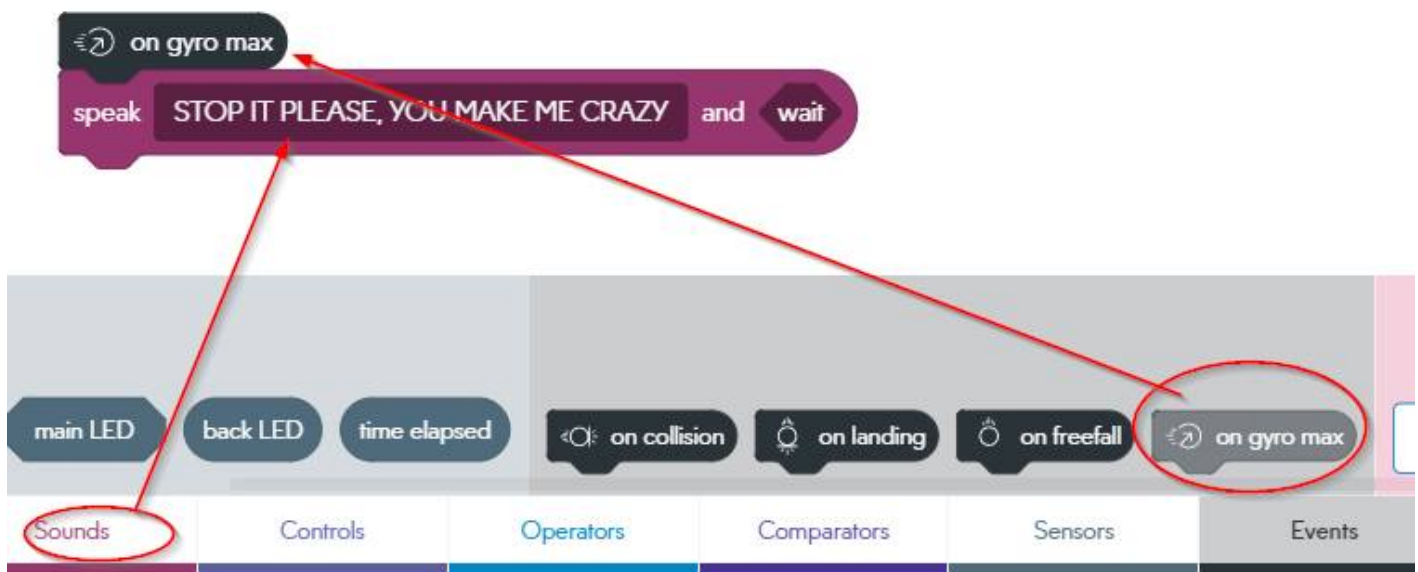 on gyro max
speak STOP IT PLEASE, YOU MAKE ME CRAZY and wait
main LED back LED time elapsed on collision on landing on freefall on gyro max
Sounds Controls Operators Comparators Sensors Events